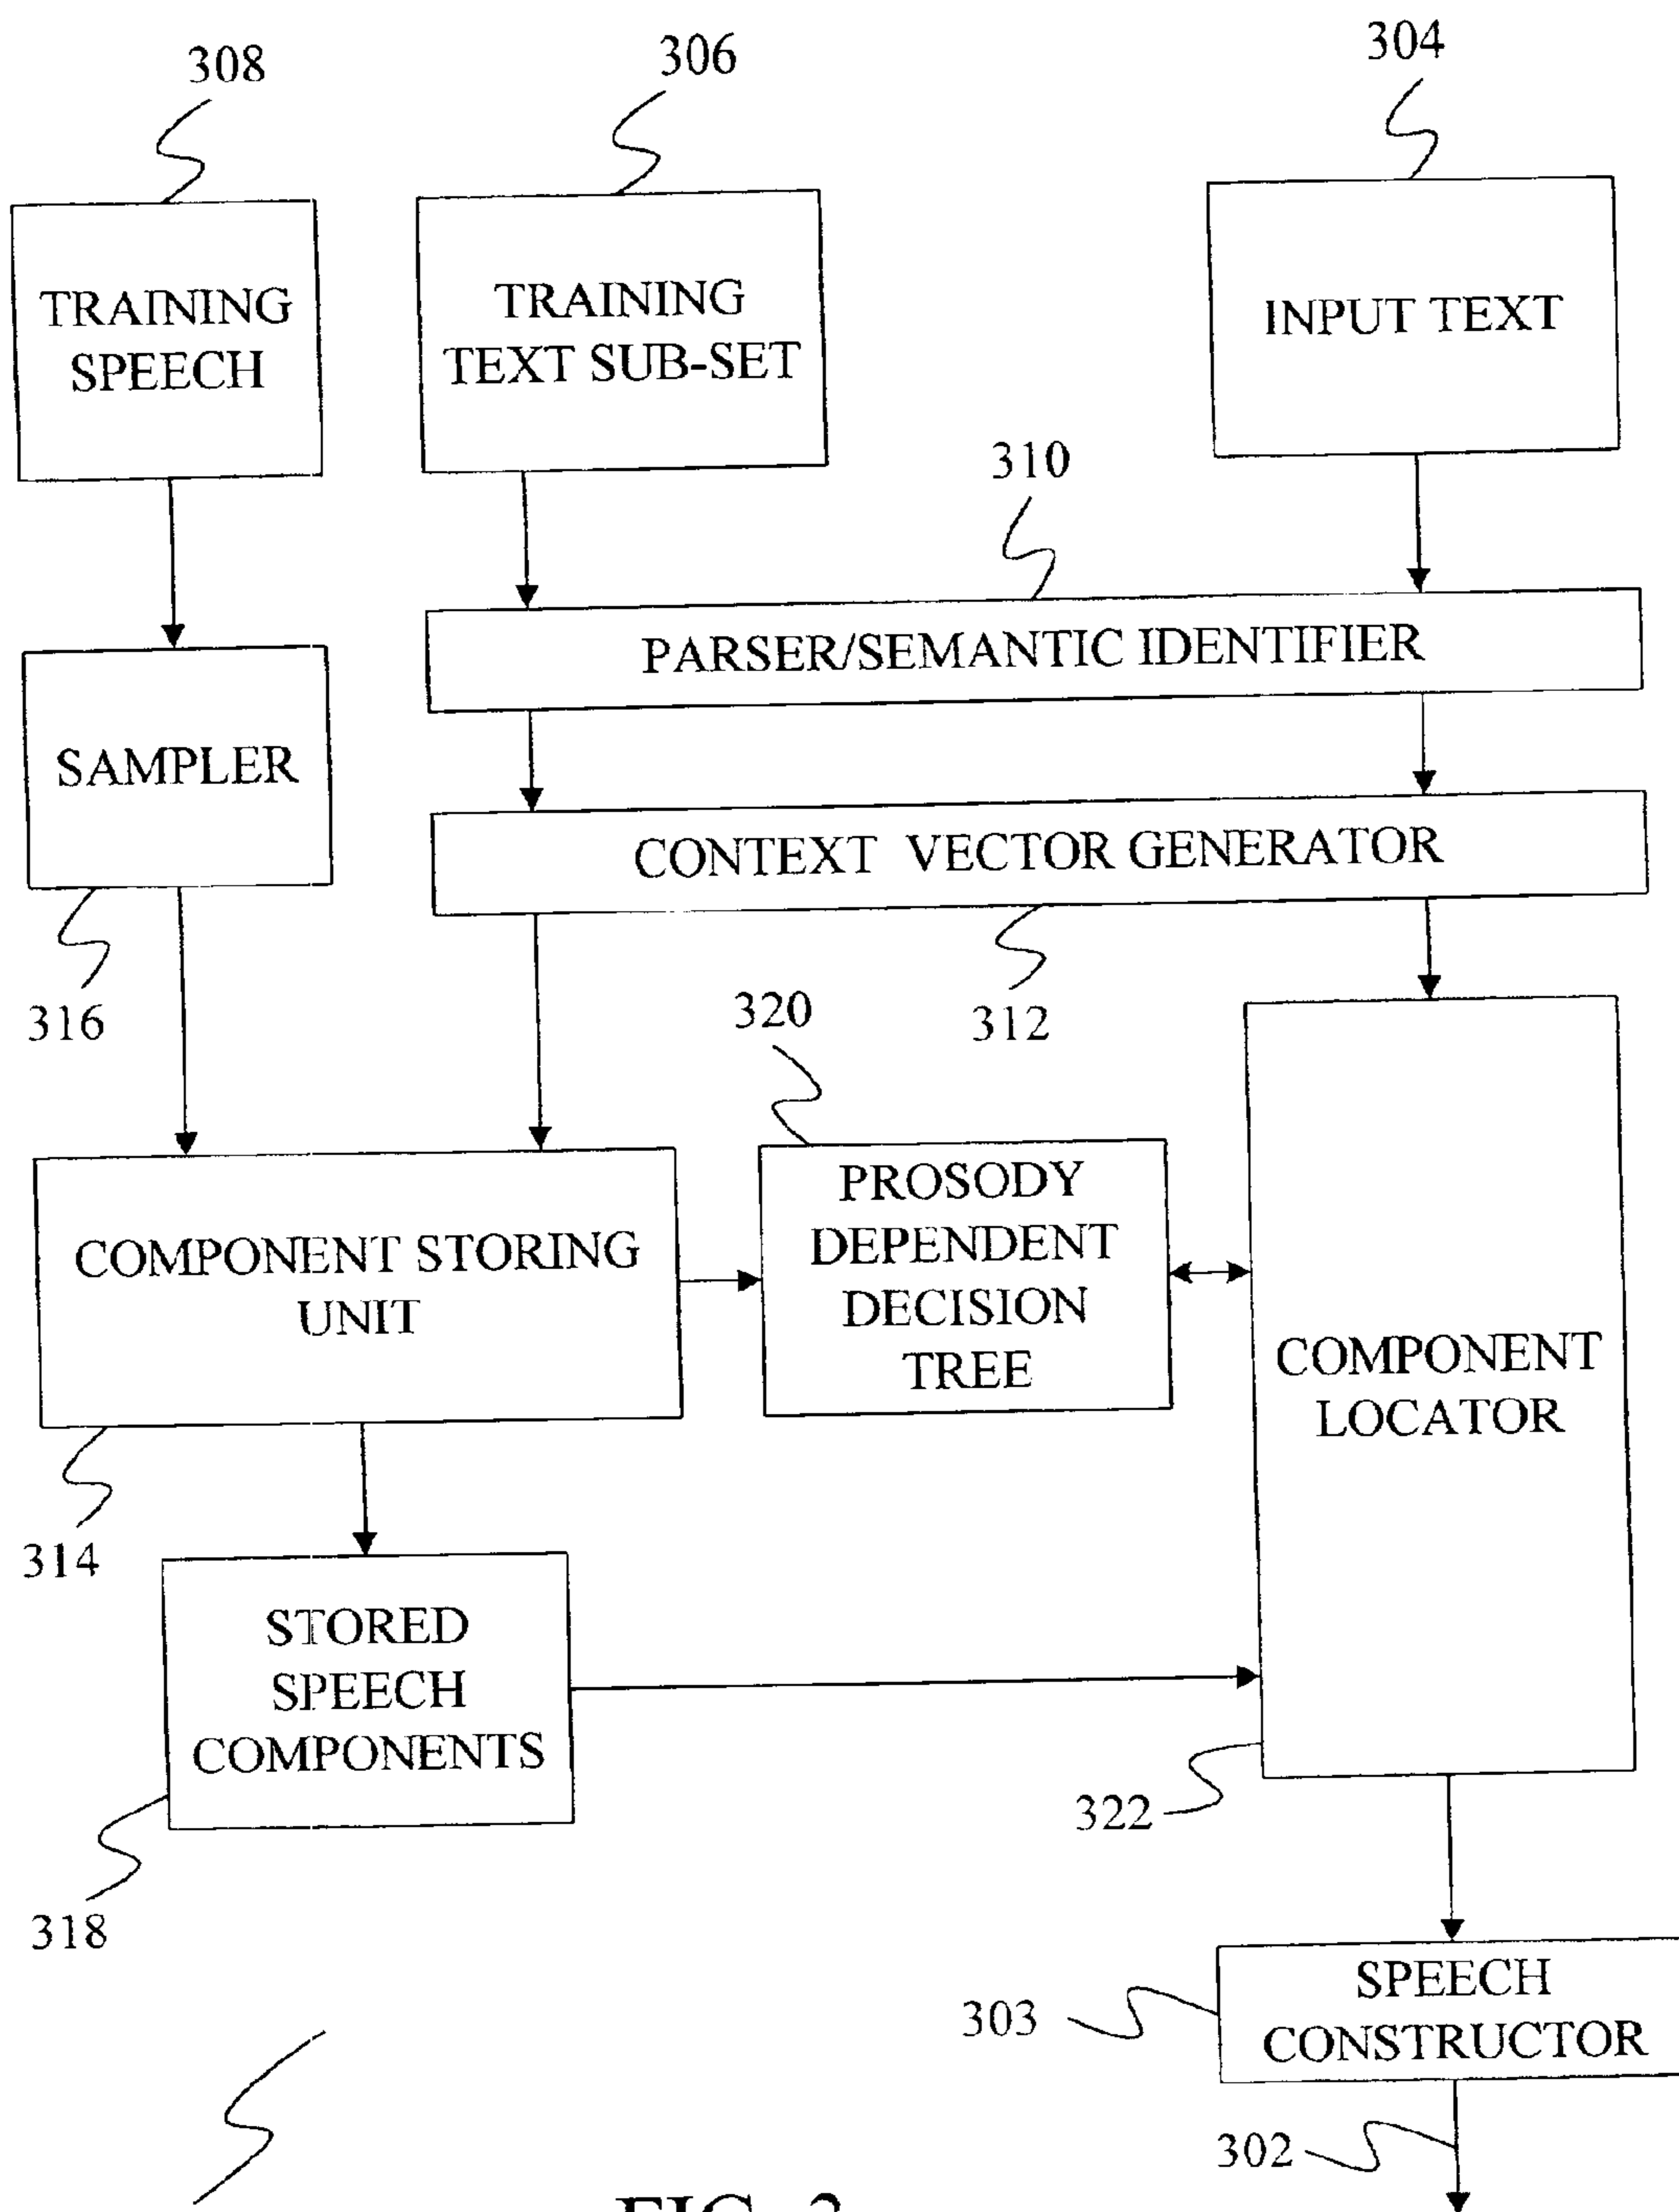 308
306
304
TRAINING
SPEECH
TRAINING
TEXT SUB-SET
INPUT TEXT
310
PARSER/SEMANTIC IDENTIFIER
SAMPLER
CONTEXT VECTOR GENERATOR
316
320
312
COMPONENT STORING
UNIT
PROSODY
DEPENDENT
DECISION
TREE
COMPONENT
LOCATOR
314
STORED
SPEECH
COMPONENTS
322
318
303
SPEECH
CONSTRUCTOR
302